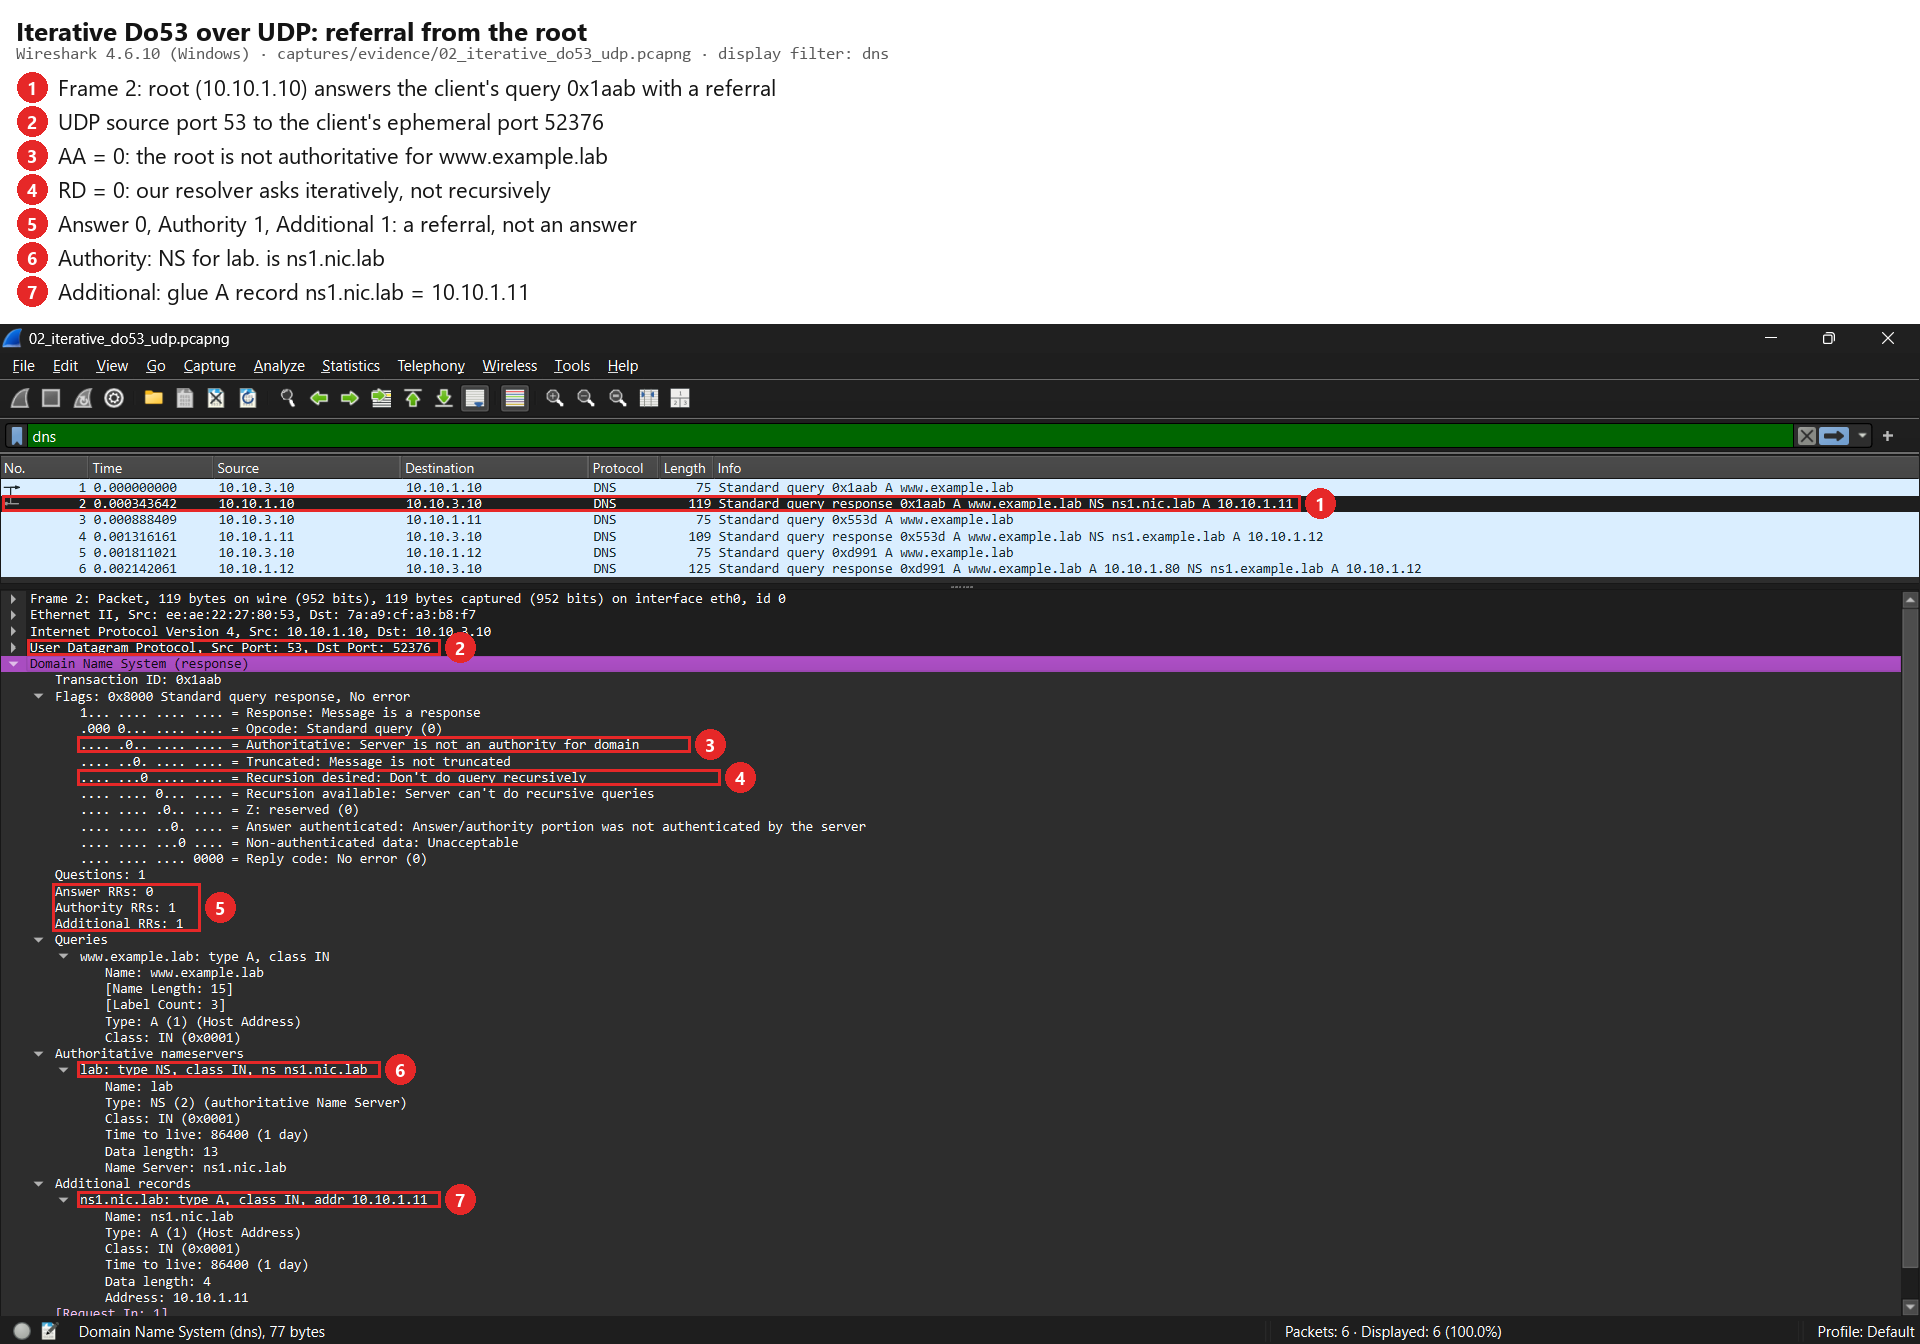 Iterative Do53 over UDP: referral from the root
Wireshark 4.6.10 (Windows) · captures/evidence/02_iterative_do53_udp.pcapng · display filter: dns
1 Frame 2: root (10.10.1.10) answers the client's query 0x1aab with a referral
2 UDP source port 53 to the client's ephemeral port 52376
3 AA = 0: the root is not authoritative for www.example.lab
4 RD = 0: our resolver asks iteratively, not recursively
5 Answer 0, Authority 1, Additional 1: a referral, not an answer
6 Authority: NS for lab. is ns1.nic.lab
7 Additional: glue A record ns1.nic.lab = 10.10.1.11
02_iterative_do53_udp.pcapng
File Edit View Go Capture Analyze Statistics Telephony Wireless Tools Help
dns
No. Time Source Destination Protocol Length Info
1 0.000000000 10.10.3.10 10.10.1.10 DNS 75 Standard query 0x1aab A www.example.lab
2 0.000343642 10.10.1.10 10.10.3.10 DNS 119 Standard query response 0x1aab A www.example.lab NS ns1.nic.lab A 10.10.1.11 1
3 0.000888409 10.10.3.10 10.10.1.11 DNS 75 Standard query 0x553d A www.example.lab
4 0.001316161 10.10.1.11 10.10.3.10 DNS 109 Standard query response 0x553d A www.example.lab NS ns1.example.lab A 10.10.1.12
5 0.001811021 10.10.3.10 10.10.1.12 DNS 75 Standard query 0xd991 A www.example.lab
6 0.002142061 10.10.1.12 10.10.3.10 DNS 125 Standard query response 0xd991 A www.example.lab A 10.10.1.80 NS ns1.example.lab A 10.10.1.12
Frame 2: Packet, 119 bytes on wire (952 bits), 119 bytes captured (952 bits) on interface eth0, id 0
Ethernet II, Src: ee:ae:22:27:80:53, Dst: 7a:a9:cf:a3:b8:f7
Internet Protocol Version 4, Src: 10.10.1.10, Dst: 10.10.3.10
User Datagram Protocol, Src Port: 53, Dst Port: 52376 2
Domain Name System (response)
Transaction ID: 0x1aab
Flags: 0x8000 Standard query response, No error
1... .... .... .... = Response: Message is a response
.000 0... .... .... = Opcode: Standard query (0)
.... .0.. .... .... = Authoritative: Server is not an authority for domain 3
.... ..0. .... .... = Truncated: Message is not truncated
.... ...0 .... .... = Recursion desired: Don't do query recursively 4
.... .... 0... .... = Recursion available: Server can't do recursive queries
.... .... .0.. .... = Z: reserved (0)
.... .... ..0. .... = Answer authenticated: Answer/authority portion was not authenticated by the server
.... .... ...0 .... = Non-authenticated data: Unacceptable
.... .... .... 0000 = Reply code: No error (0)
Questions: 1
Answer RRs: 0
Authority RRs: 1 5
Additional RRs: 1
Queries
www.example.lab: type A, class IN
Name: www.example.lab
[Name Length: 15]
[Label Count: 3]
Type: A (1) (Host Address)
Class: IN (0x0001)
Authoritative nameservers
lab: type NS, class IN, ns ns1.nic.lab 6
Name: lab
Type: NS (2) (authoritative Name Server)
Class: IN (0x0001)
Time to live: 86400 (1 day)
Data length: 13
Name Server: ns1.nic.lab
Additional records
ns1.nic.lab: type A, class IN, addr 10.10.1.11 7
Name: ns1.nic.lab
Type: A (1) (Host Address)
Class: IN (0x0001)
Time to live: 86400 (1 day)
Data length: 4
Address: 10.10.1.11
[Request In: 1]
Domain Name System (dns), 77 bytes Packets: 6 · Displayed: 6 (100.0%) Profile: Default